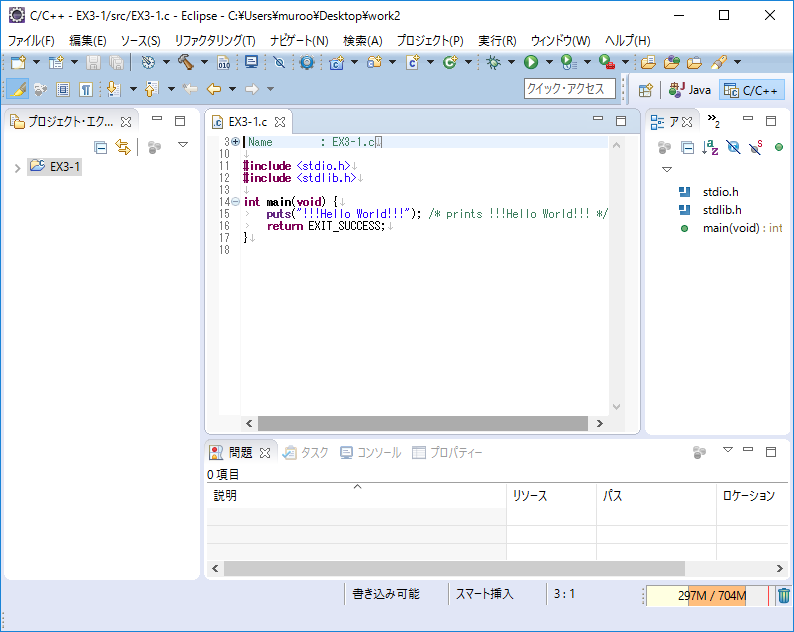 C/C++ - EX3-1/src/EX3-1.c - Eclipse - C:¥Users¥muroo¥Desktop¥work2
ファイル(F) 編集(E) ソース(S) リファクタリング(T) ナビゲート(N) 検索(A) プロジェクト(P) 実行(R) ウィンドウ(W) ヘルプ(H)
010
クイック・アクセス Java C/C++
プロジェクト・エク...
EX3-1
EX3-1.c
3 Name : EX3-1.c
10
11 #include <stdio.h>
12 #include <stdlib.h>
13
14 int main(void) {
15 puts("!!!Hello World!!!"); /* prints !!!Hello World!!! */
16 return EXIT_SUCCESS;
17 }
18
ア 2
stdio.h
stdlib.h
main(void) : int
問題 タスク コンソール プロパティー
0 項目
説明 リソース パス ロケーション
書き込み可能 スマート挿入 3 : 1 297M / 704M